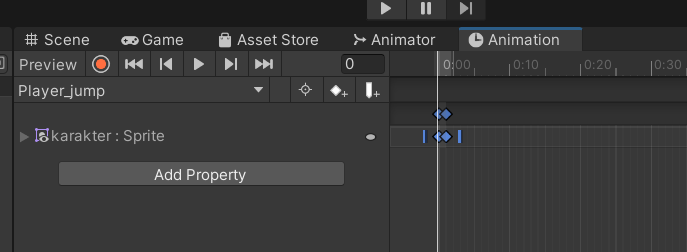 Scene Game Asset Store Animator Animation
Preview 0 0:00 0:10 0:20 0:30
Player_jump
karakter : Sprite
Add Property